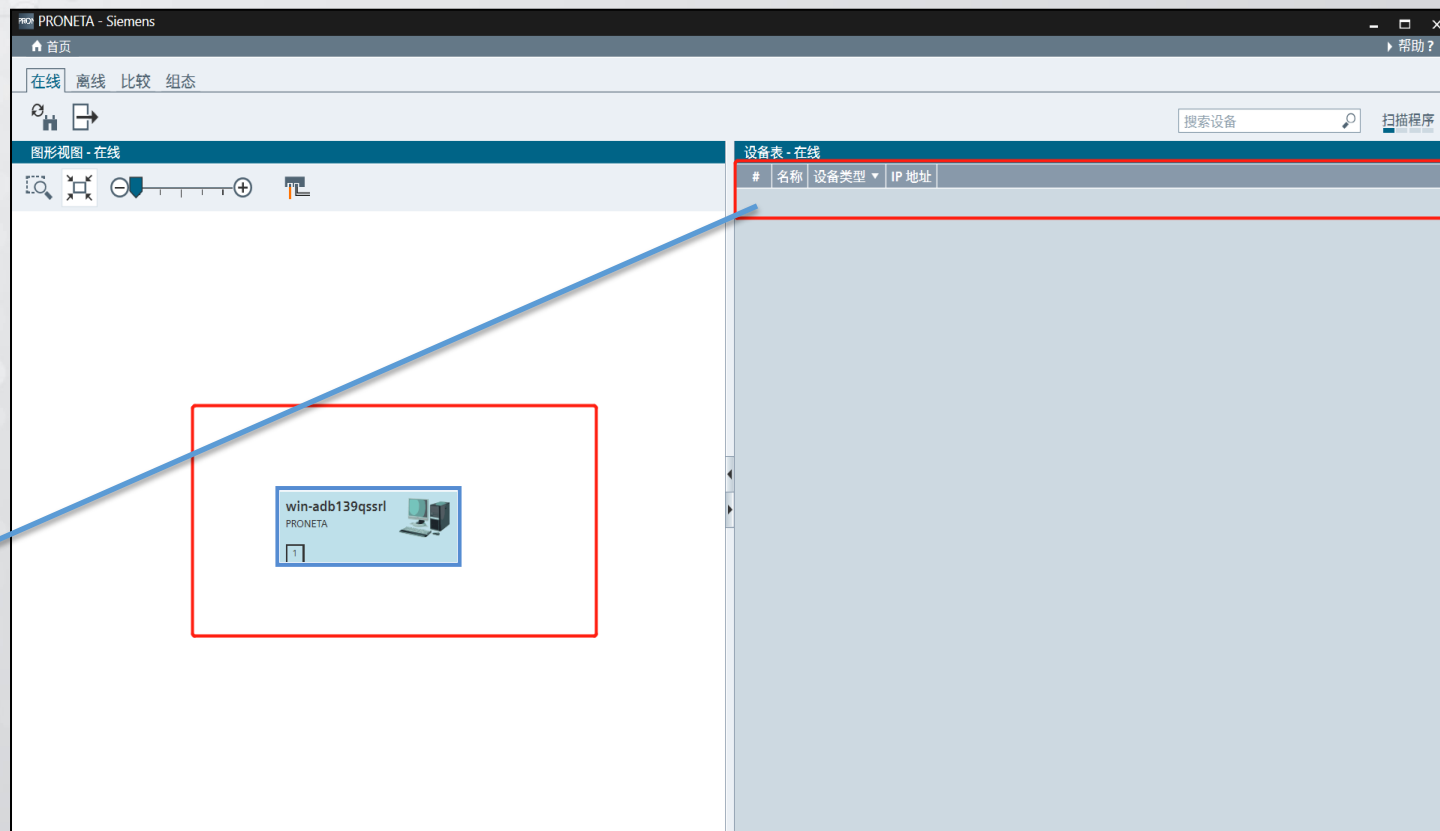 PRONETA - Siemens
首页
帮助 ?
在线 离线 比较 组态
搜索设备
扫描程序
图形视图 - 在线
设备表 - 在线
# 名称 设备类型 IP 地址
win-adb139qssrl
PRONETA
1